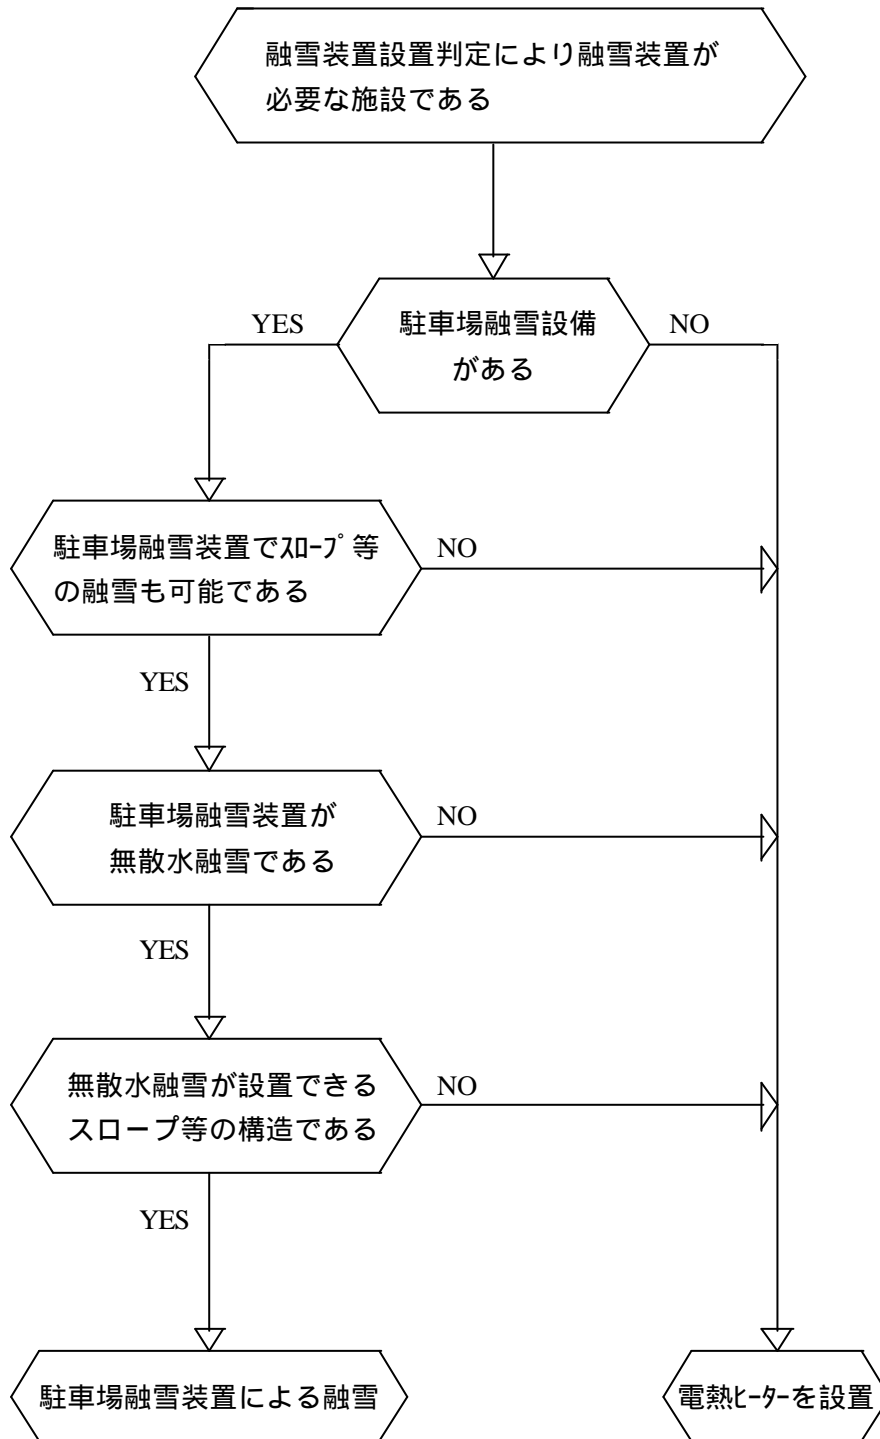 融雪装置設置判定により融雪装置が
必要な施設である
駐車場融雪設備
がある
YES
NO
駐車場融雪装置でｽﾛｰﾌﾟ等
の融雪も可能である
NO
YES
駐車場融雪装置が
無散水融雪である
NO
YES
無散水融雪が設置できる
スロープ等の構造である
NO
YES
駐車場融雪装置による融雪
電熱ﾋｰﾀｰを設置